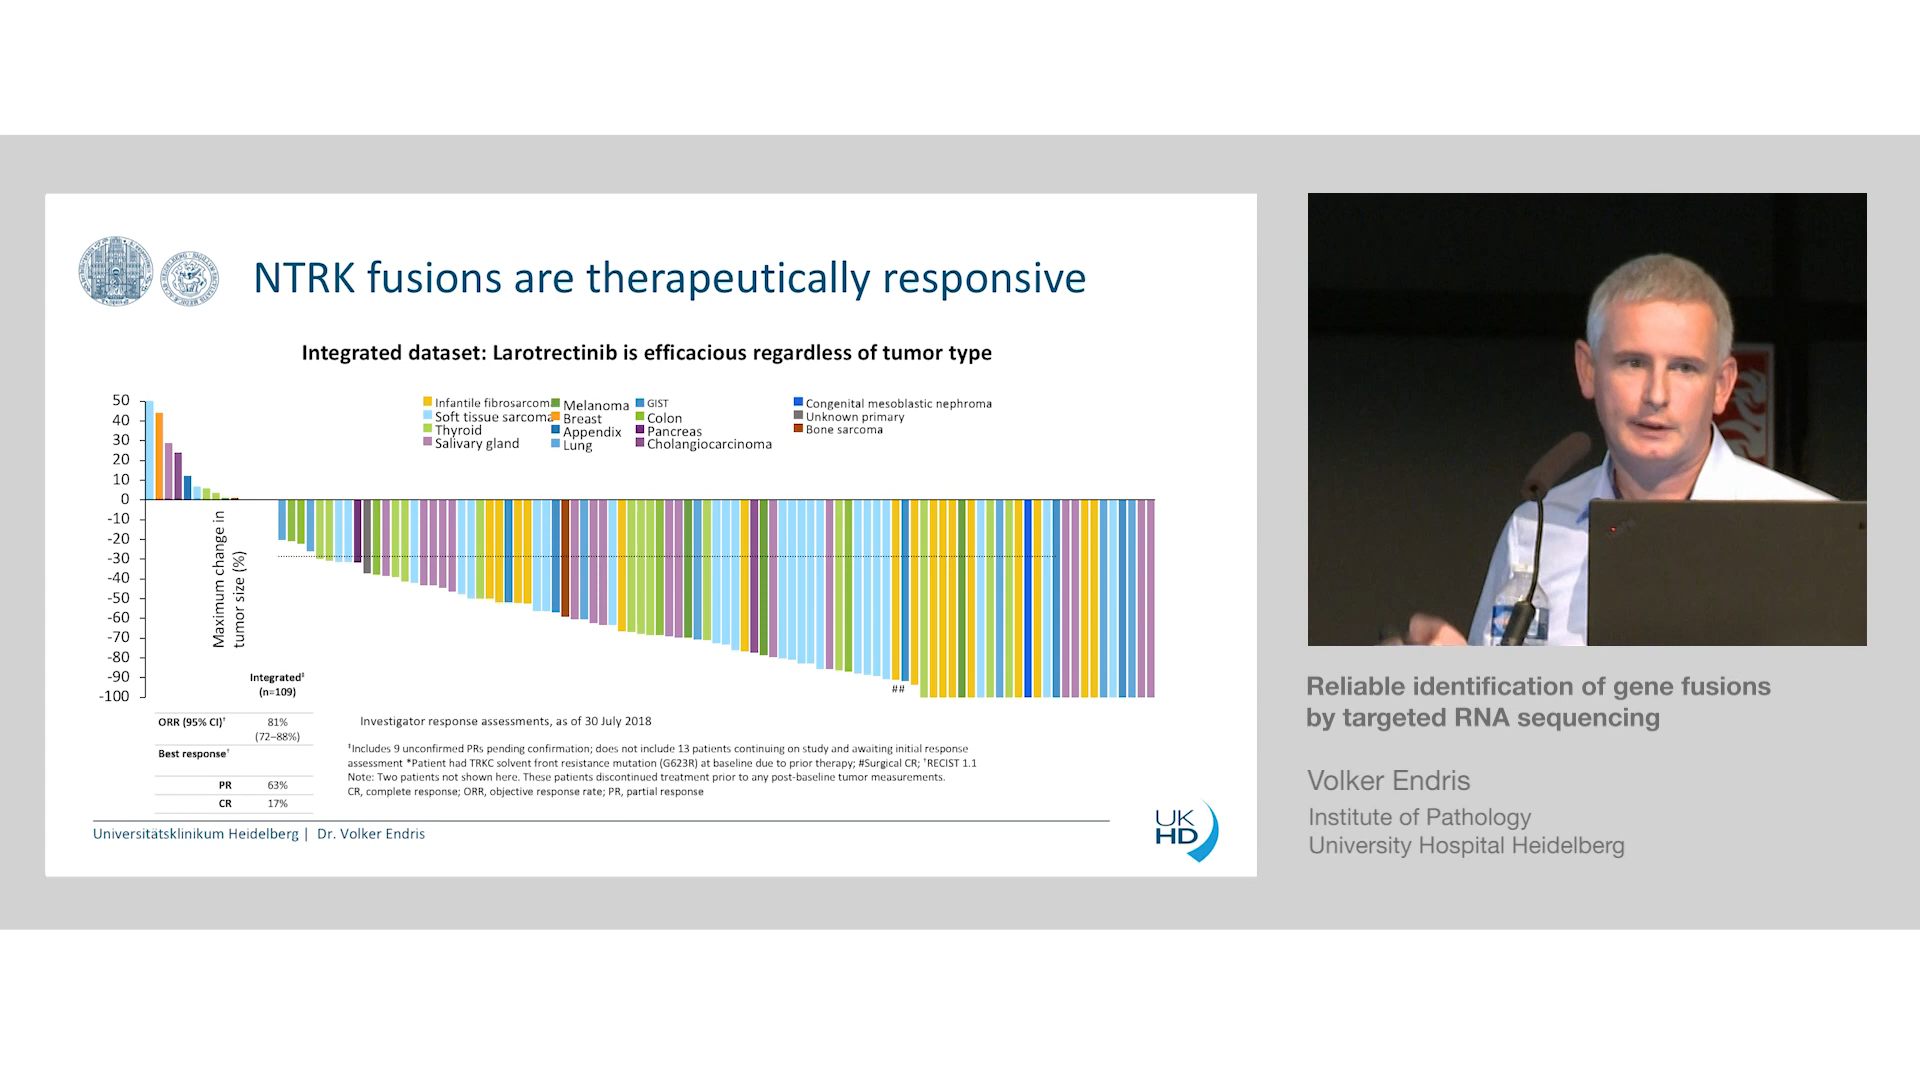 NTRK fusions are therapeutically responsive
Integrated dataset: Larotrectinib is efficacious regardless of tumor type
50
40
30
20
10
0
-10
-20
-30
-40
-50
-60
-70
-80
-90
-100
Maximum change in
tumor size (%)
Infantile fibrosarcoma
Soft tissue sarcoma
Thyroid
Salivary gland
Melanoma
Breast
Appendix
Lung
GIST
Colon
Pancreas
Cholangiocarcinoma
Congenital mesoblastic nephroma
Unknown primary
Bone sarcoma
##
Integrated‡
(n=109)
ORR (95% CI)† 81%
(72–88%)
Best response†
PR 63%
CR 17%
Investigator response assessments, as of 30 July 2018
‡Includes 9 unconfirmed PRs pending confirmation; does not include 13 patients continuing on study and awaiting initial response
assessment *Patient had TRKC solvent front resistance mutation (G623R) at baseline due to prior therapy; #Surgical CR; †RECIST 1.1
Note: Two patients not shown here. These patients discontinued treatment prior to any post-baseline tumor measurements.
CR, complete response; ORR, objective response rate; PR, partial response
Universitätsklinikum Heidelberg | Dr. Volker Endris
UK
HD
Reliable identification of gene fusions
by targeted RNA sequencing
Volker Endris
Institute of Pathology
University Hospital Heidelberg